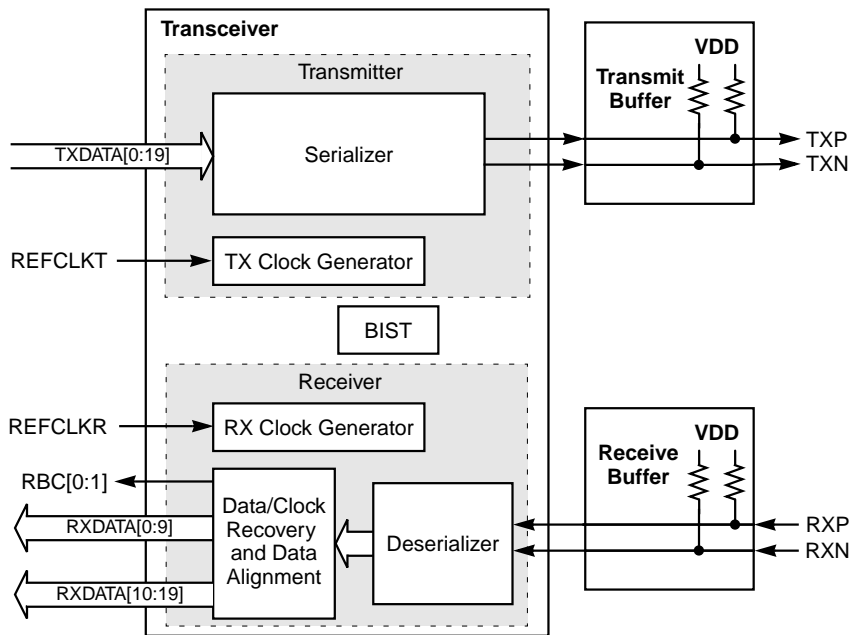 Transceiver
Transmitter
TXDATA[0:19]
Serializer
REFCLKT
TX Clock Generator
VDD
Transmit
Buffer
TXP
TXN
BIST
Receiver
REFCLKR
RX Clock Generator
RBC[0:1]
RXDATA[0:9]
RXDATA[10:19]
Data/Clock
Recovery
and Data
Alignment
Deserializer
VDD
Receive
Buffer
RXP
RXN